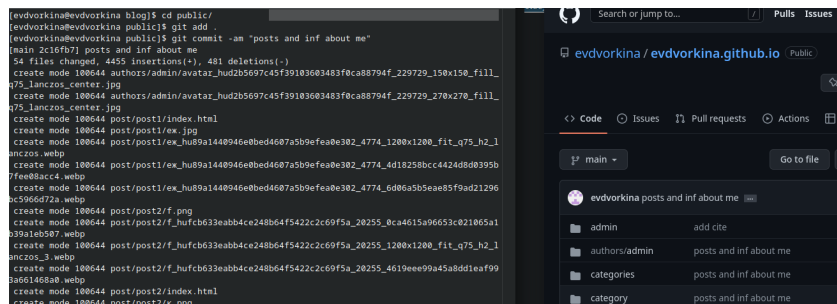 [evdvorkina@evdvorkina blog]$ cd public/
[evdvorkina@evdvorkina public]$ git add .
[evdvorkina@evdvorkina public]$ git commit -am "posts and inf about me"
[main 2c16fb7] posts and inf about me
54 files changed, 4455 insertions(+), 481 deletions(-)
create mode 100644 authors/admin/avatar_hud2b5697c45f39103603483f0ca88794f_229729_150x150_fill_
q75_lanczos_center.jpg
create mode 100644 authors/admin/avatar_hud2b5697c45f39103603483f0ca88794f_229729_270x270_fill_
q75_lanczos_center.jpg
create mode 100644 post/post1/index.html
create mode 100644 post/post1/ex.jpg
create mode 100644 post/post1/ex_hu89a1440946e0bed4607a5b9efea0e302_4774_1200x1200_fit_q75_h2_l
anczos.webp
create mode 100644 post/post1/ex_hu89a1440946e0bed4607a5b9efea0e302_4774_4d18258bcc4424d8d0395b
7fee08acc4.webp
create mode 100644 post/post1/ex_hu89a1440946e0bed4607a5b9efea0e302_4774_6d06a5b5eae85f9ad21296
bc5966d72a.webp
create mode 100644 post/post2/f.png
create mode 100644 post/post2/f_hufcb633eabb4ce248b64f5422c2c69f5a_20255_0ca4615a96653c021065a1
b39a1eb507.webp
create mode 100644 post/post2/f_hufcb633eabb4ce248b64f5422c2c69f5a_20255_1200x1200_fit_q75_h2_l
anczos_3.webp
create mode 100644 post/post2/f_hufcb633eabb4ce248b64f5422c2c69f5a_20255_4619eee99a45a8dd1eaf99
3a661468a0.webp
create mode 100644 post/post2/index.html
create mode 100644 post/post2/x.png
Search or jump to... / Pulls Issues
evdvorkina / evdvorkina.github.io Public
Code Issues Pull requests Actions
main Go to file
evdvorkina posts and inf about me
admin add cite
authors/admin posts and inf about me
categories posts and inf about me
category posts and inf about me